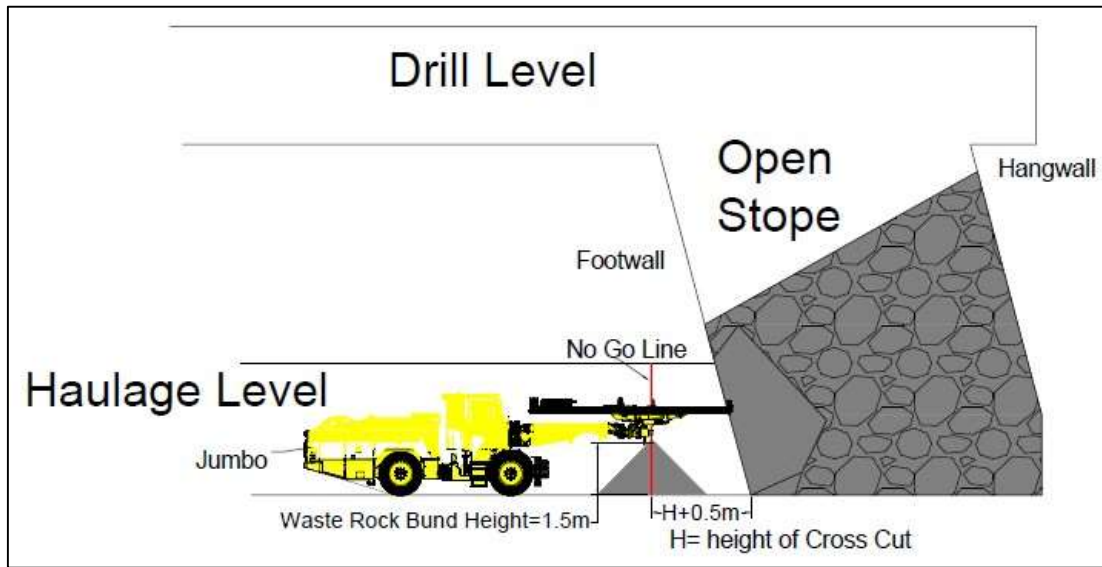 Drill Level
Open
Stope
Hangwall
Footwall
No Go Line
Haulage Level
Jumbo
Waste Rock Bund Height=1.5m
~H+0.5m~
H= height of Cross Cut